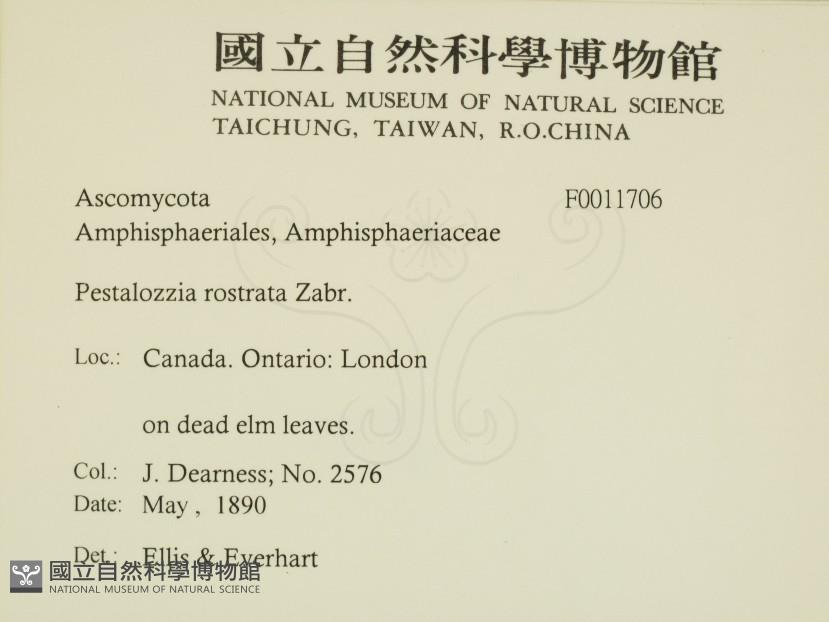 國立自然科學博物館
NATIONAL MUSEUM OF NATURAL SCIENCE
TAICHUNG, TAIWAN, R.O.CHINA
Ascomycota F0011706
Amphisphaeriales, Amphisphaeriaceae
Pestalozzia rostrata Zabr.
Loc.: Canada. Ontario: London
on dead elm leaves.
Col.: J. Dearness; No. 2576
Date: May , 1890
Det.: Ellis & Everhart
國立自然科學博物館
NATIONAL MUSEUM OF NATURAL SCIENCE